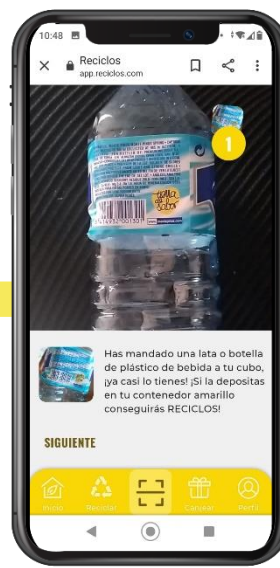 10:48
Reciclos
app.reciclos.com
1
Has mandado una lata o botella
de plástico de bebida a tu cubo,
¡ya casi lo tienes! ¡Si la depositas
en tu contenedor amarillo
conseguirás RECICLOS!
SIGUIENTE
Inicio
Reciclar
Canjear
Perfil